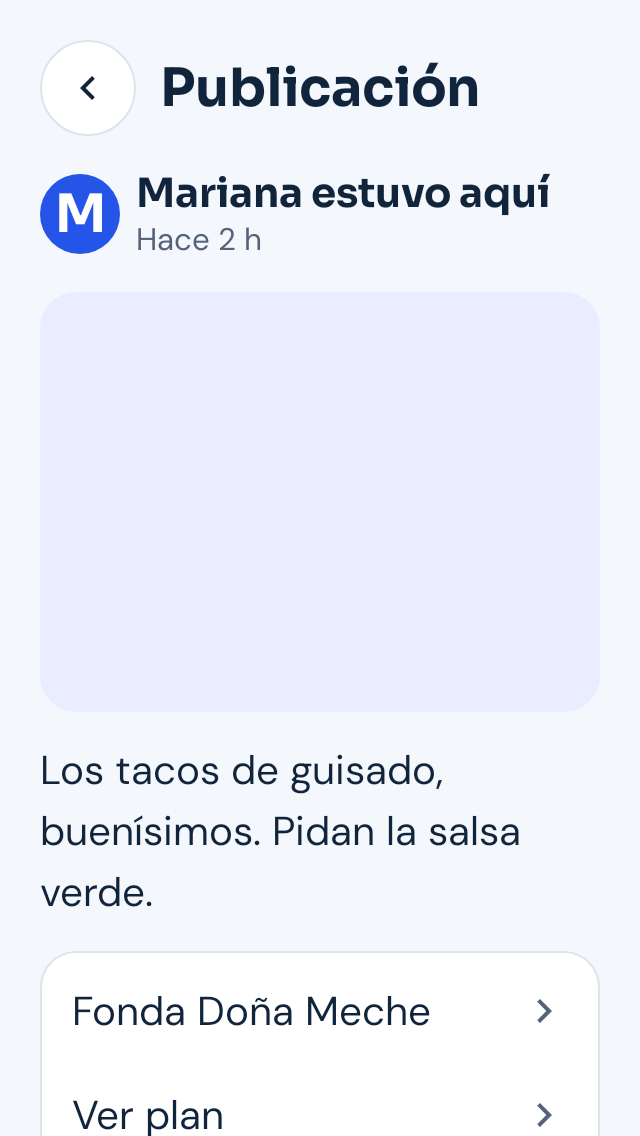 Publicación
M
Mariana estuvo aquí
Hace 2 h
Los tacos de guisado,
buenísimos. Pidan la salsa
verde.
Fonda Doña Meche
Ver plan